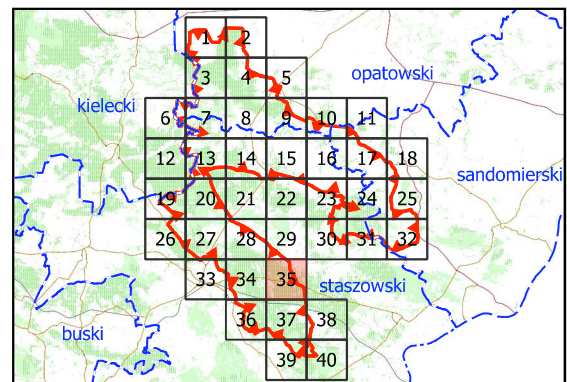 1 2
3 4 5 opatowski
kielecki 6 7 8 9 10 11
12 13 14 15 16 17 18
sandomierski
19 20 21 22 23 24 25
26 27 28 29 30 31 32
33 34 35 staszowski
buski 36 37 38
39 40